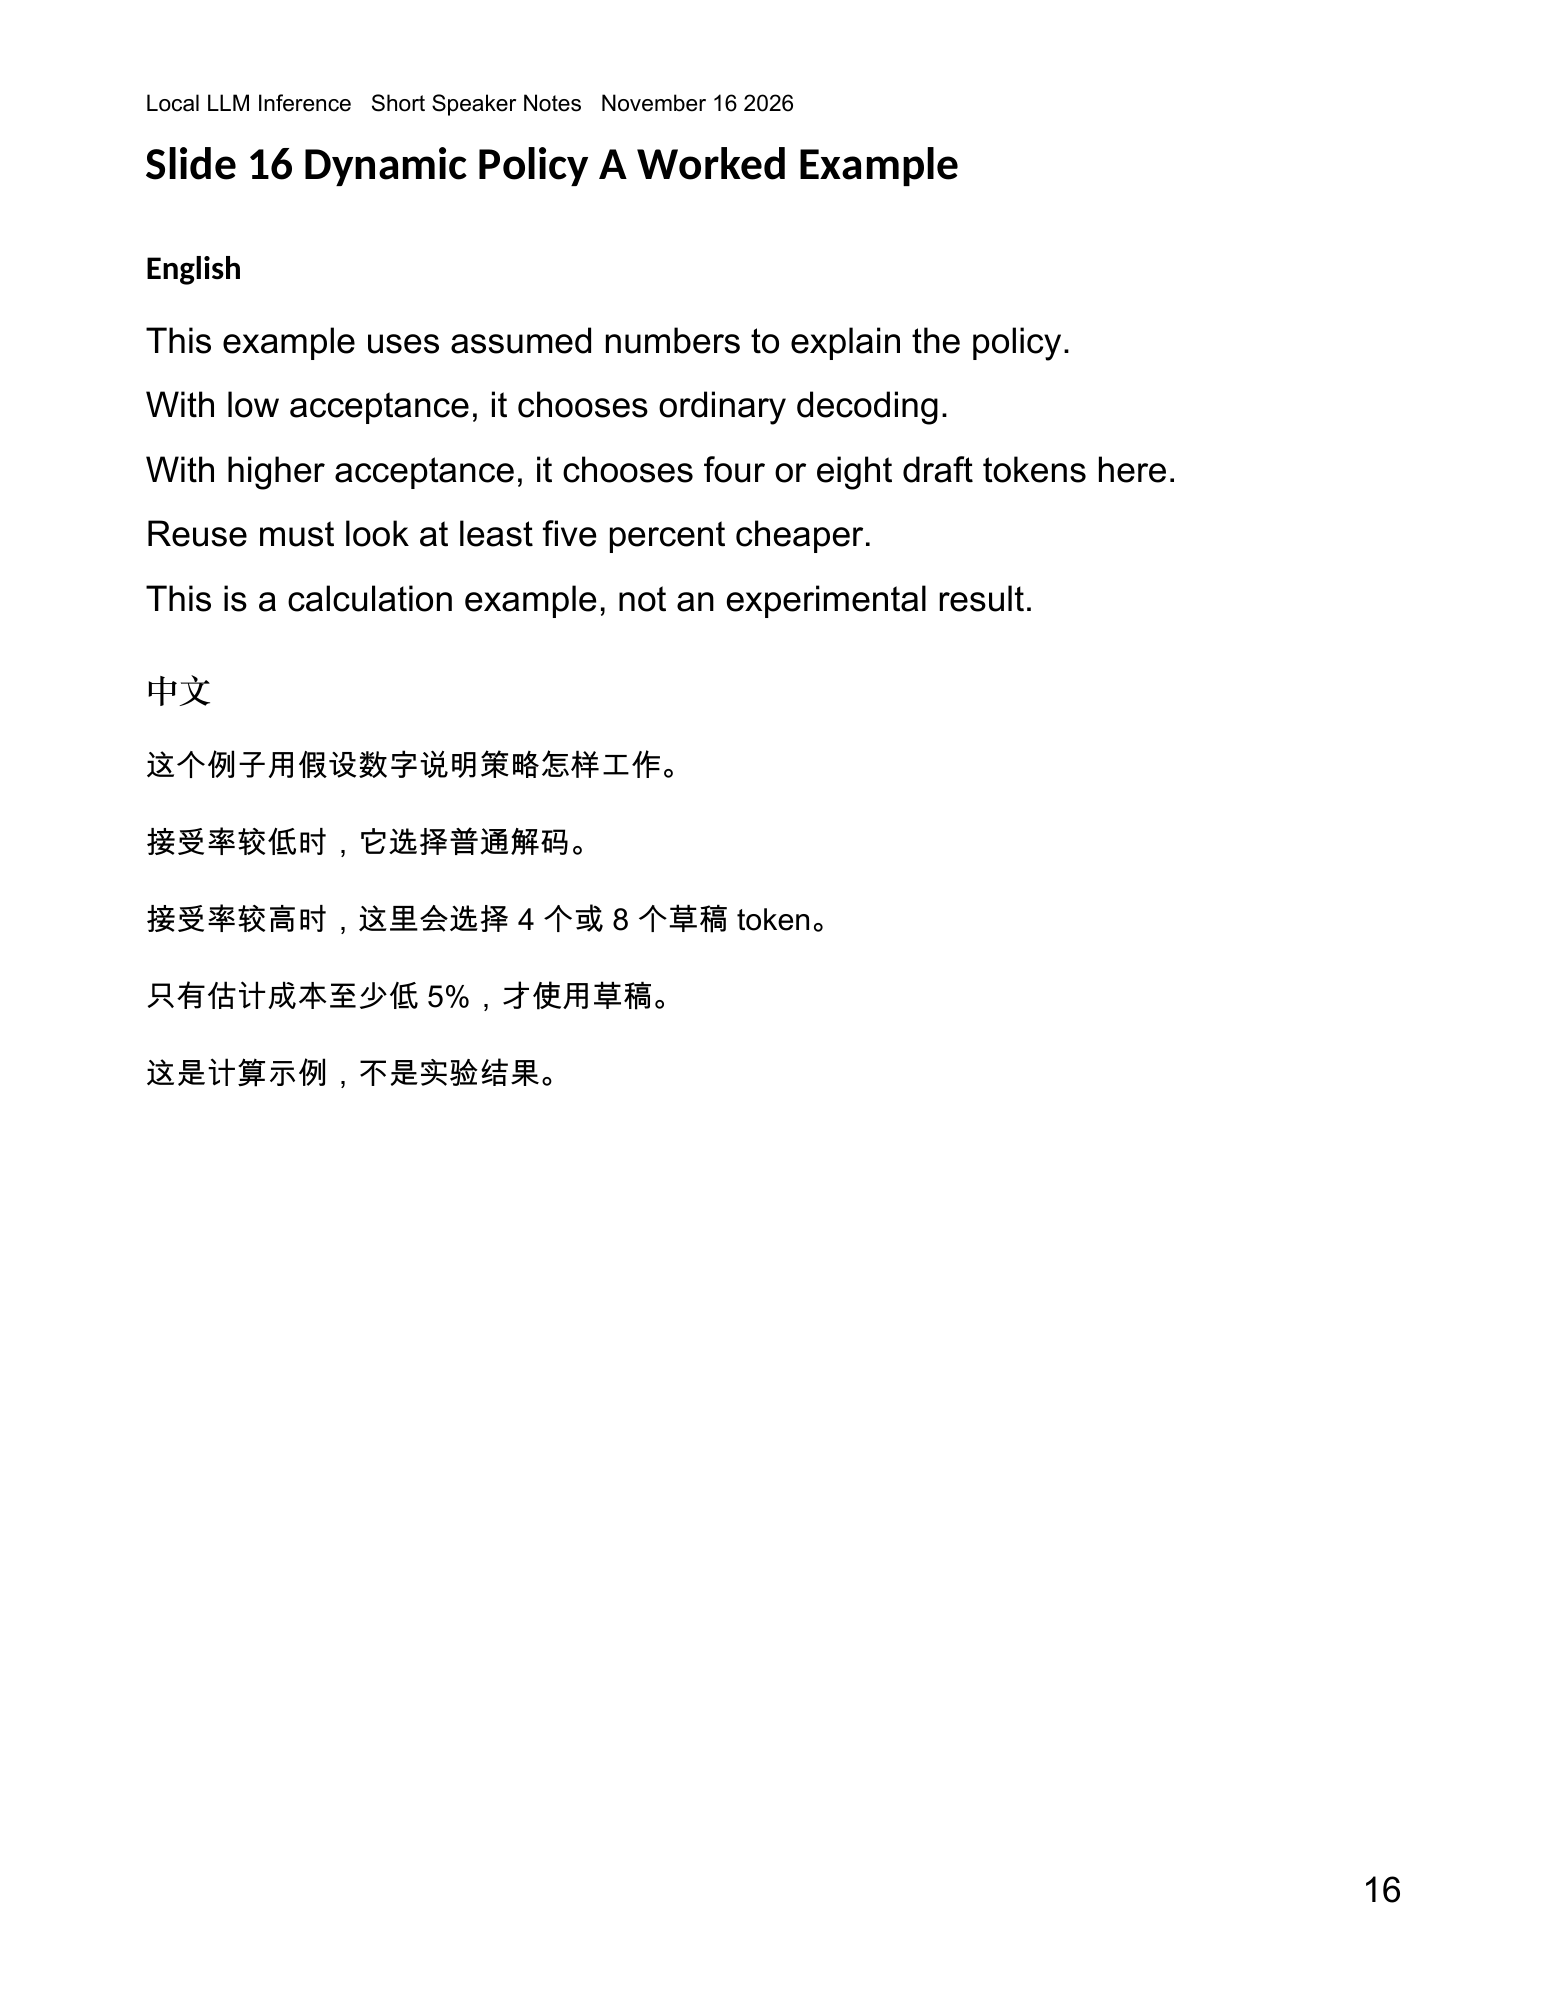 Local LLM Inference   Short Speaker Notes   November 16 2026
Slide 16 Dynamic Policy A Worked Example
English
This example uses assumed numbers to explain the policy.
With low acceptance, it chooses ordinary decoding.
With higher acceptance, it chooses four or eight draft tokens here.
Reuse must look at least five percent cheaper.
This is a calculation example, not an experimental result.
中文
这个例子用假设数字说明策略怎样工作。
接受率较低时，它选择普通解码。
接受率较高时，这里会选择 4 个或 8 个草稿 token。
只有估计成本至少低 5%，才使用草稿。
这是计算示例，不是实验结果。
16